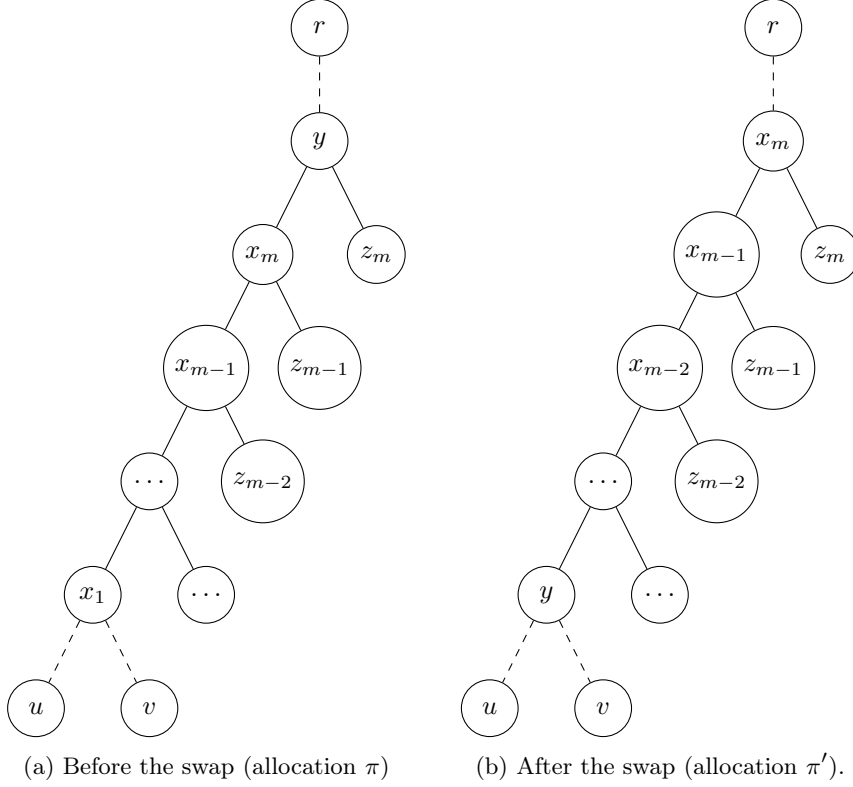 r r
y x_m
x_m z_m x_{m−1} z_m
x_{m−1} z_{m−1} x_{m−2} z_{m−1}
… z_{m−2} … z_{m−2}
x_1 … y …
u v u v
(a) Before the swap (allocation π) (b) After the swap (allocation π′).